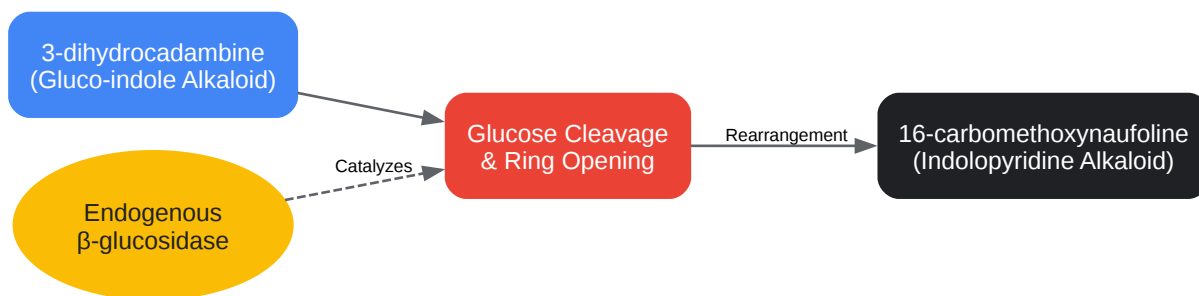 3-dihydrocadambine
(Gluco-indole Alkaloid)
Endogenous
β-glucosidase
Catalyzes
Glucose Cleavage
& Ring Opening
Rearrangement
16-carbomethoxynaufoline
(Indolopyridine Alkaloid)